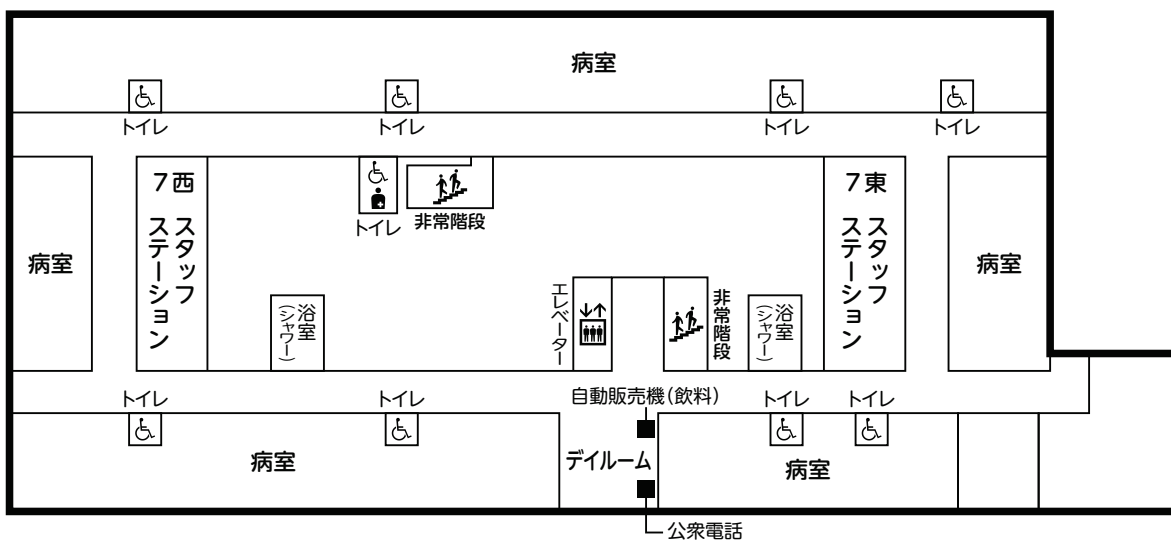 病室
トイレ
トイレ
トイレ
トイレ
7西
スタッフ
ステーション
トイレ
非常階段
7東
スタッフ
ステーション
病室
病室
浴室
(シャワー)
エレベーター
非常階段
浴室
(シャワー)
自動販売機(飲料)
トイレ
トイレ
トイレ
トイレ
病室
デイルーム
病室
公衆電話